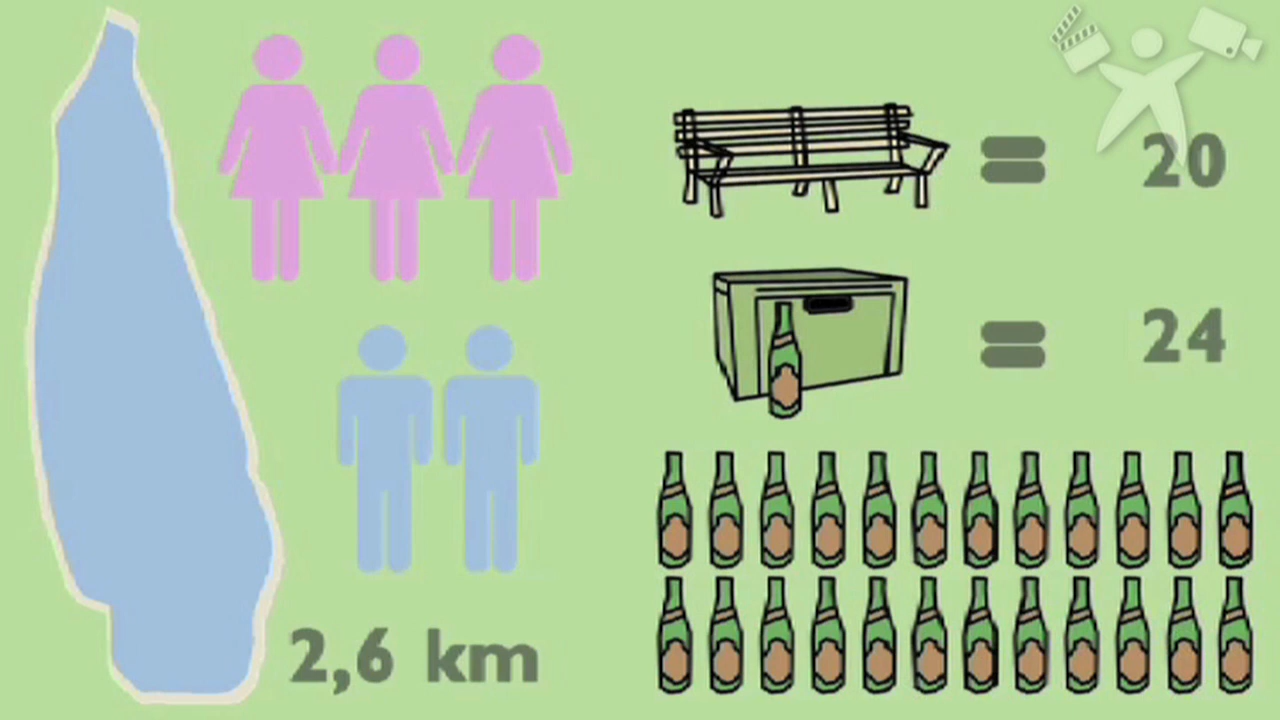 = 20
= 24
2,6 km